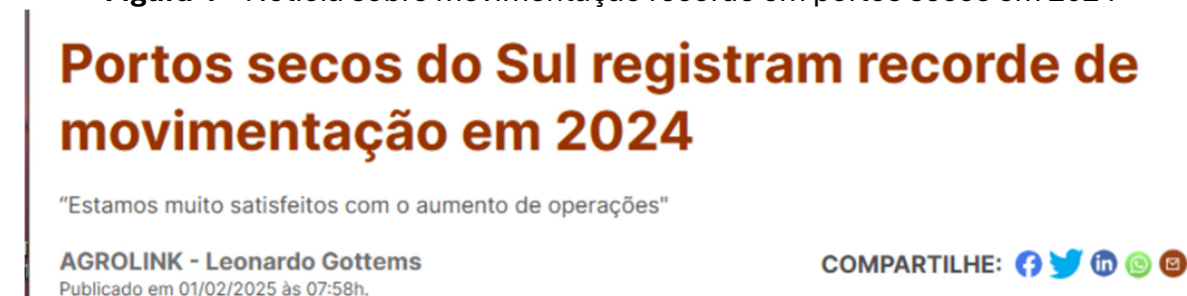 Portos secos do Sul registram recorde de
movimentação em 2024
“Estamos muito satisfeitos com o aumento de operações"
AGROLINK - Leonardo Gottems
COMPARTILHE:
Publicado em 01/02/2025 às 07:58h.